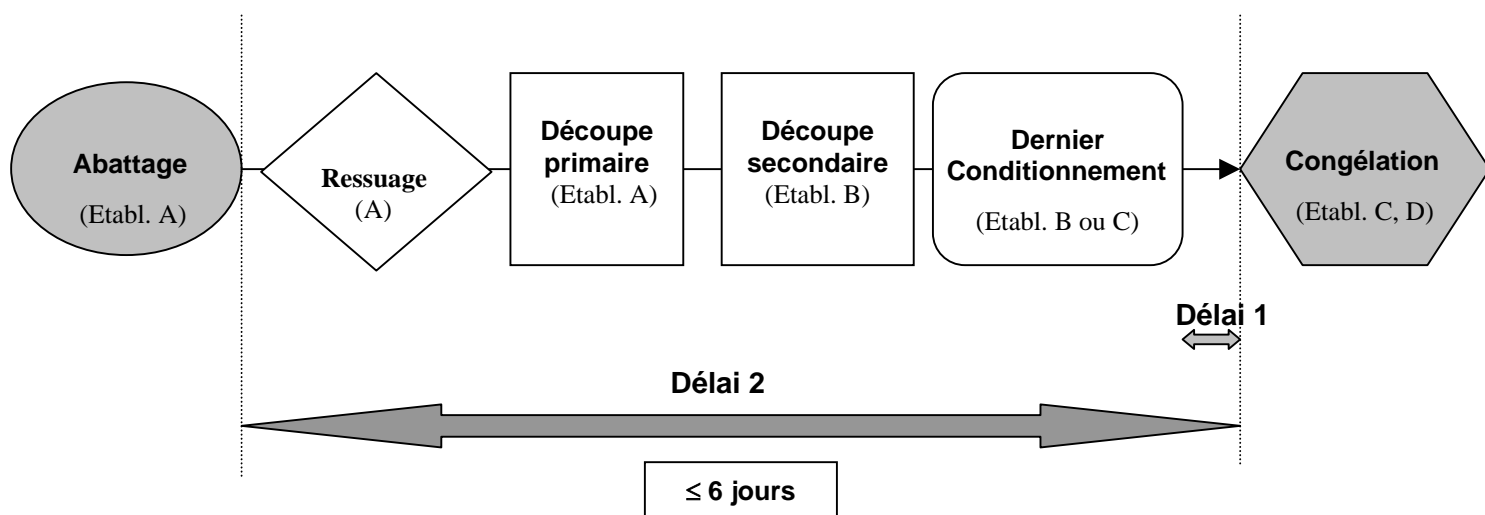 Abattage
(Etabl. A)
Ressuage
(A)
Découpe
primaire
(Etabl. A)
Découpe
secondaire
(Etabl. B)
Dernier
Conditionnement
(Etabl. B ou C)
Congélation
(Etabl. C, D)
Délai 1
Délai 2
≤ 6 jours